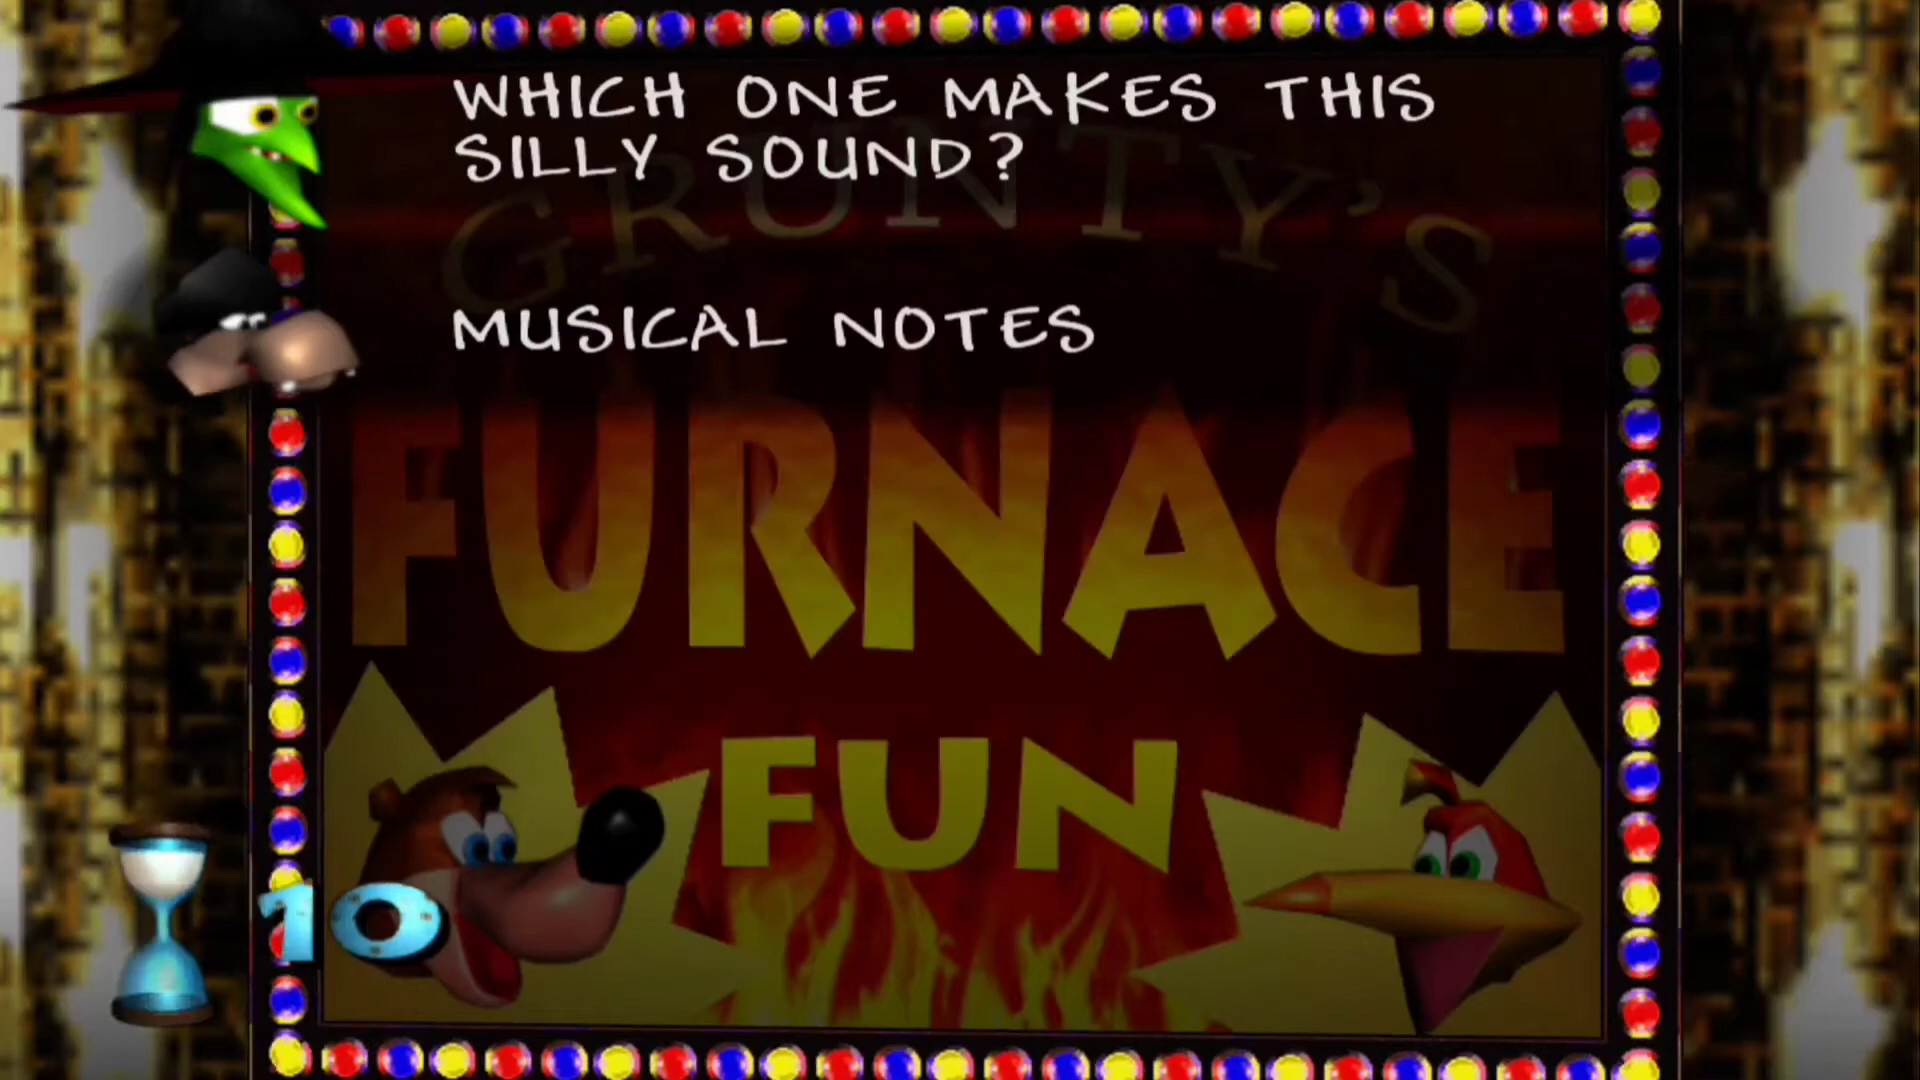 WHICH ONE MAKES THIS
SILLY SOUND?
GRUNTY'S
MUSICAL NOTES
FURNACE
FUN
10